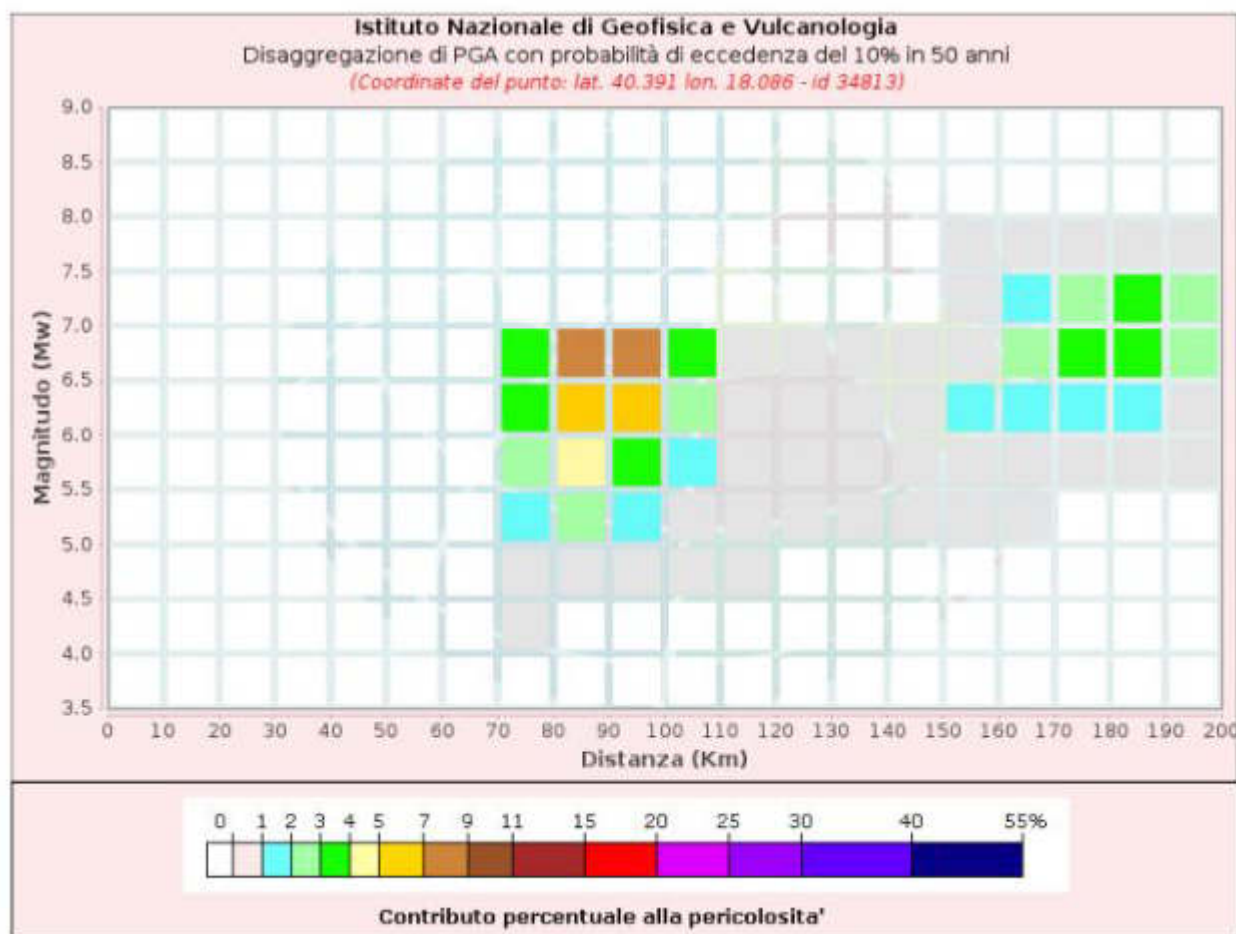 Istituto Nazionale di Geofisica e Vulcanologia
Disaggregazione di PGA con probabilità di eccedenza del 10% in 50 anni
(Coordinate del punto: lat. 40.391 lon. 18.086 - id 34813)
9.0
8.5
8.0
7.5
7.0
6.5
6.0
5.5
5.0
4.5
4.0
3.5
Magnitudo (Mw)
0 10 20 30 40 50 60 70 80 90 100 110 120 130 140 150 160 170 180 190 200
Distanza (Km)
0 1 2 3 4 5 7 9 11 15 20 25 30 40 55%
Contributo percentuale alla pericolosita'